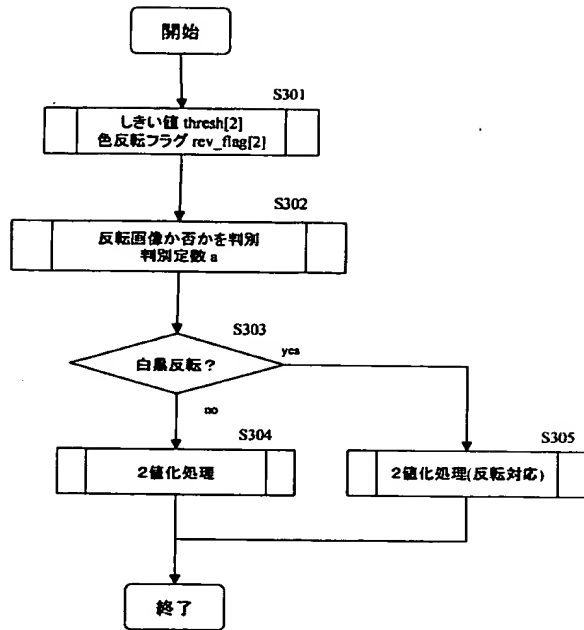 開始
S301
しきい値 thresh[2]
色反転フラグ rev_flag[2]
S302
反転画像か否かを判別
判別定数 a
S303
白黒反転？
yes
no
S304
2値化処理
S305
2値化処理(反転対応)
終了